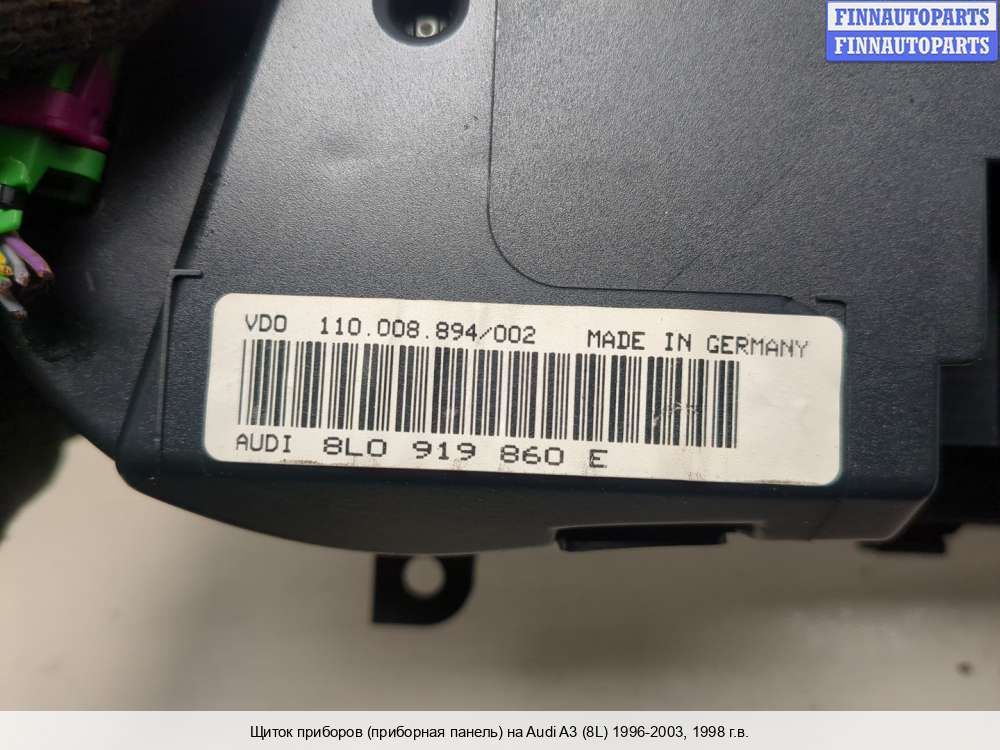 FINNAUTOPARTS
FINNAUTOPARTS
VDO 110.008.894/002 MADE IN GERMANY
AUDI 8L0 919 860 E
Щиток приборов (приборная панель) на Audi A3 (8L) 1996-2003, 1998 г.в.